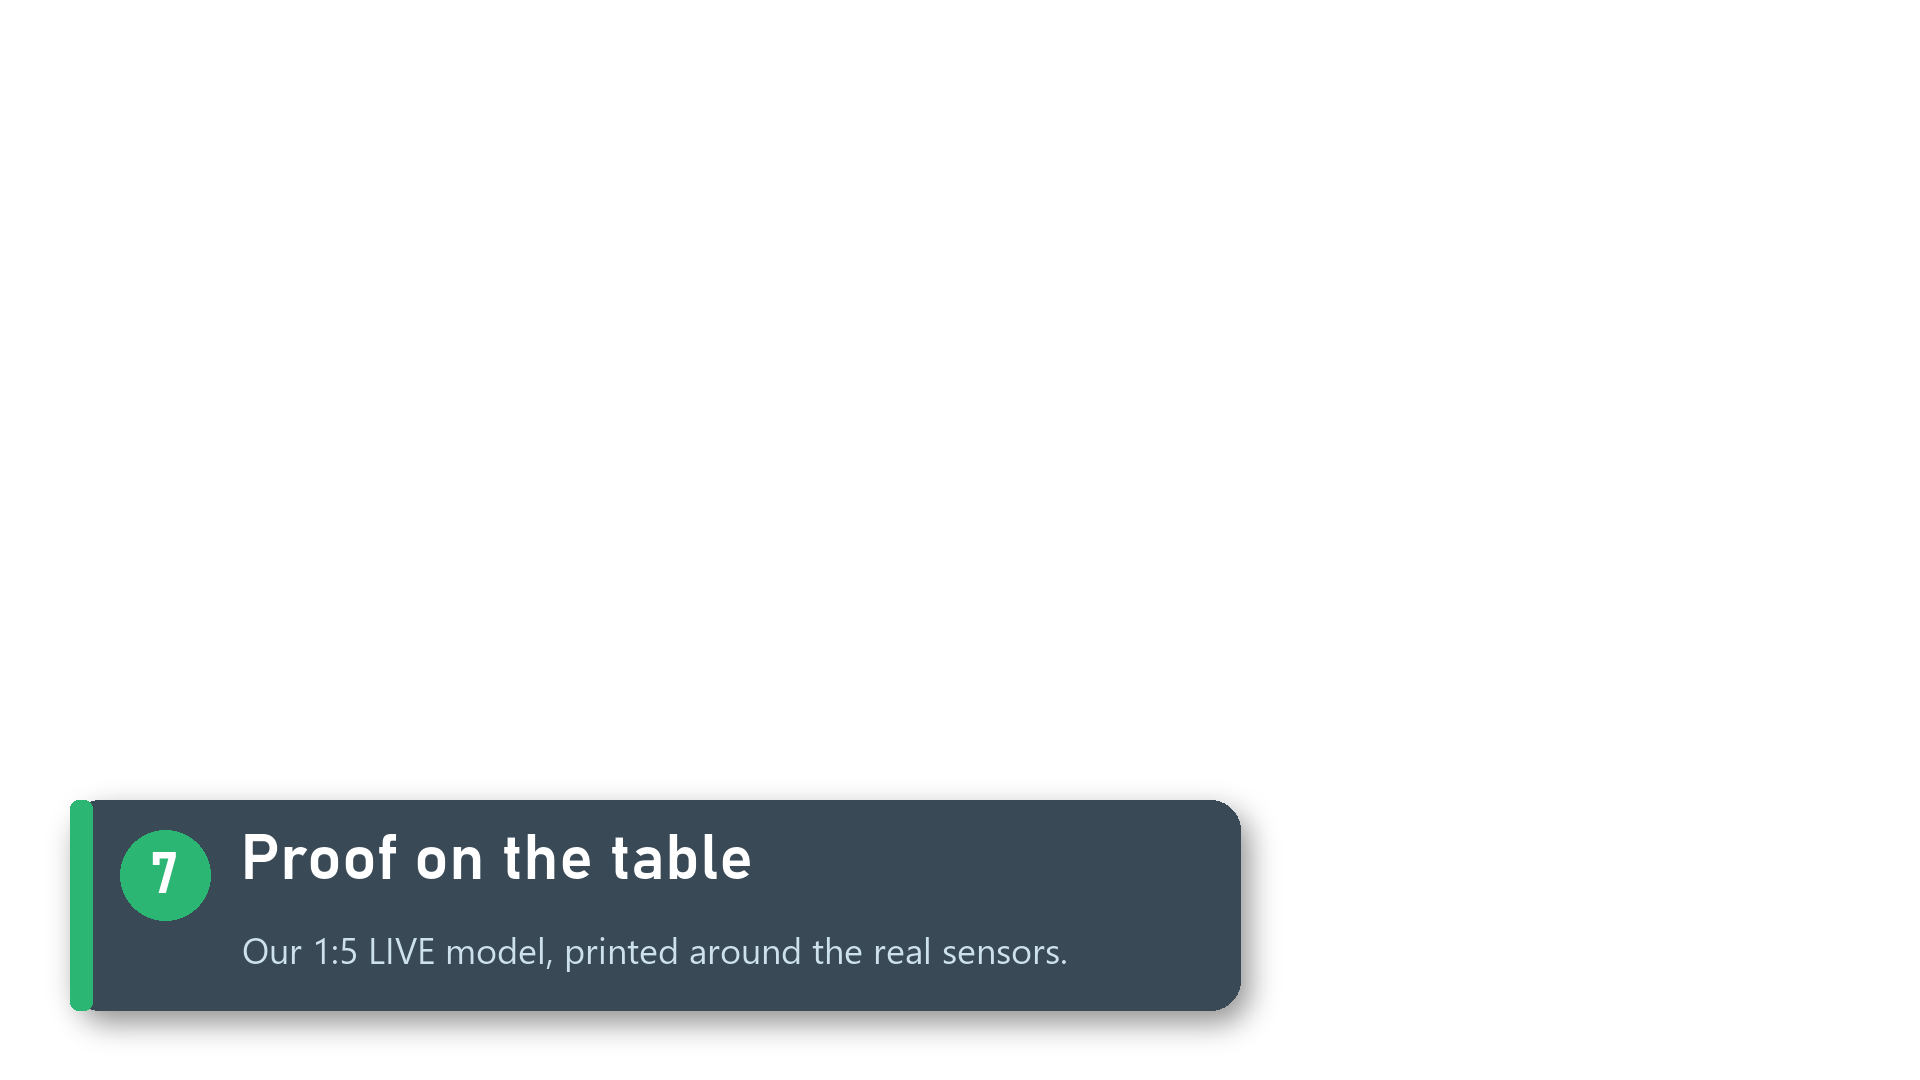 7
Proof on the table
Our 1:5 LIVE model, printed around the real sensors.